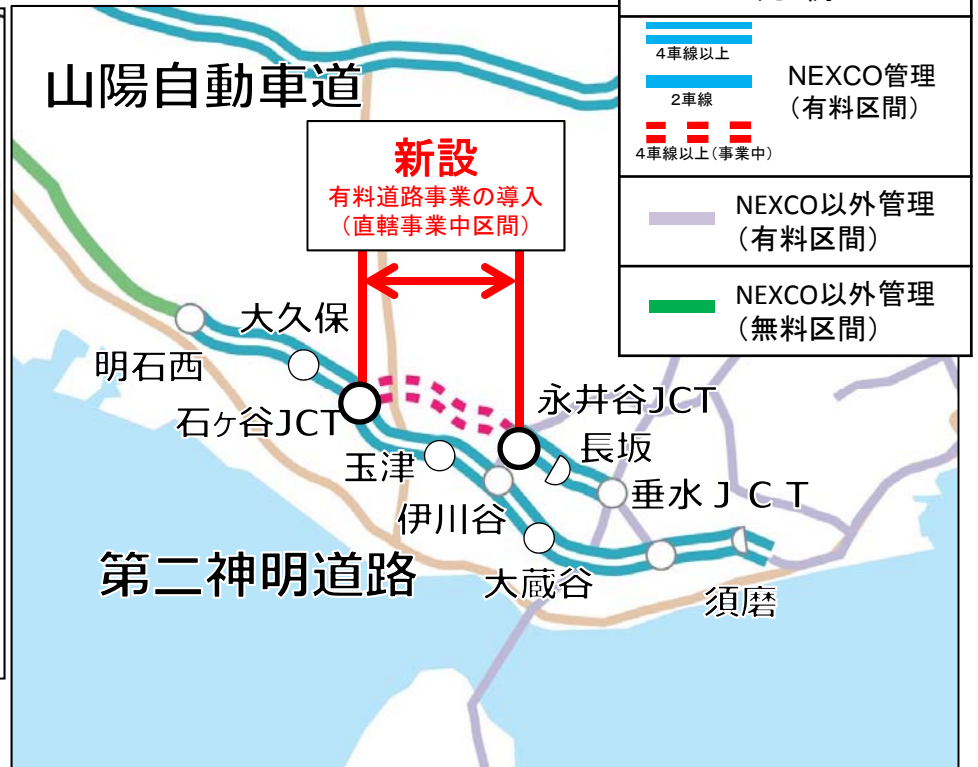 4車線以上
2車線
4車線以上(事業中)
NEXCO管理
(有料区間)
NEXCO以外管理
(有料区間)
NEXCO以外管理
(無料区間)
山陽自動車道
新設
有料道路事業の導入
(直轄事業中区間)
大久保
明石西
石ヶ谷JCT
永井谷JCT
長坂
玉津
垂水JCT
伊川谷
第二神明道路
大蔵谷
須磨